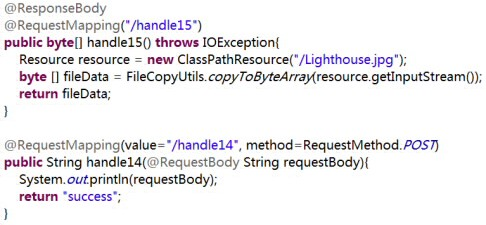 @ResponseBody
@RequestMapping("/handle15")
public byte[] handle15() throws IOException{
Resource resource = new ClassPathResource("/Lighthouse.jpg");
byte [] fileData = FileCopyUtils.copyToByteArray(resource.getInputStream());
return fileData;
}
@RequestMapping(value="/handle14", method=RequestMethod.POST)
public String handle14(@RequestBody String requestBody){
System.out.println(requestBody);
return "success";
}